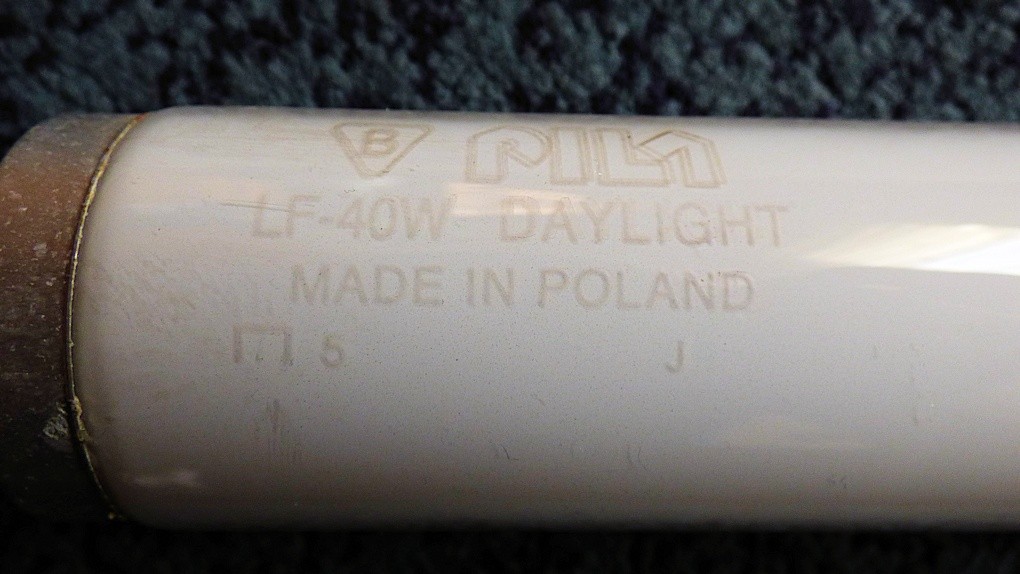 B PILA
LF-40W DAYLIGHT
MADE IN POLAND
5 J